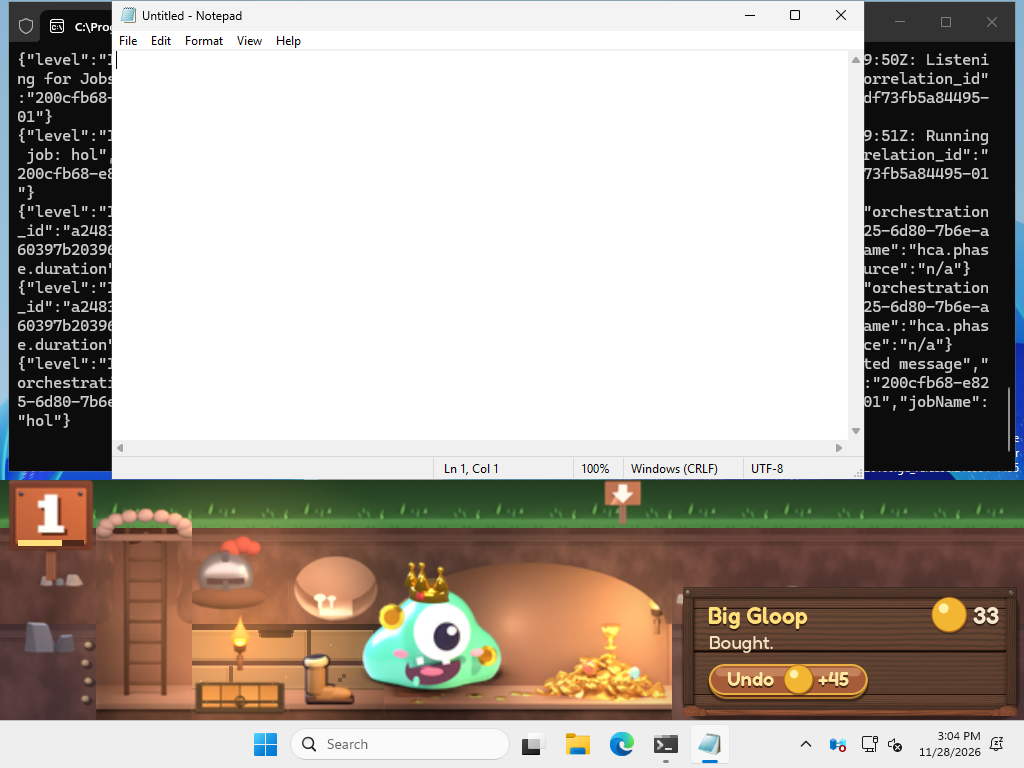 C:\Prog
Untitled - Notepad
File Edit Format View Help
{"level":"I
ng for Jobs
:"200cfb68-
01"}
{"level":"I
 job: hol",
200cfb68-e8
"}
{"level":"I
_id":"a2483
60397b20396
e.duration"
{"level":"I
_id":"a2483
60397b20396
e.duration"
{"level":"I
orchestrati
5-6d80-7b6e
"hol"}
9:50Z: Listeni
orrelation_id"
df73fb5a84495-
9:51Z: Running
relation_id":"
73fb5a84495-01
"orchestration
25-6d80-7b6e-a
ame":"hca.phas
urce":"n/a"}
"orchestration
25-6d80-7b6e-a
ame":"hca.phas
ce":"n/a"}
ted message","
:"200cfb68-e82
01","jobName":
Ln 1, Col 1
100%
Windows (CRLF)
UTF-8
1
Big Gloop
33
Bought.
Undo +45
Search
3:04 PM
11/28/2026